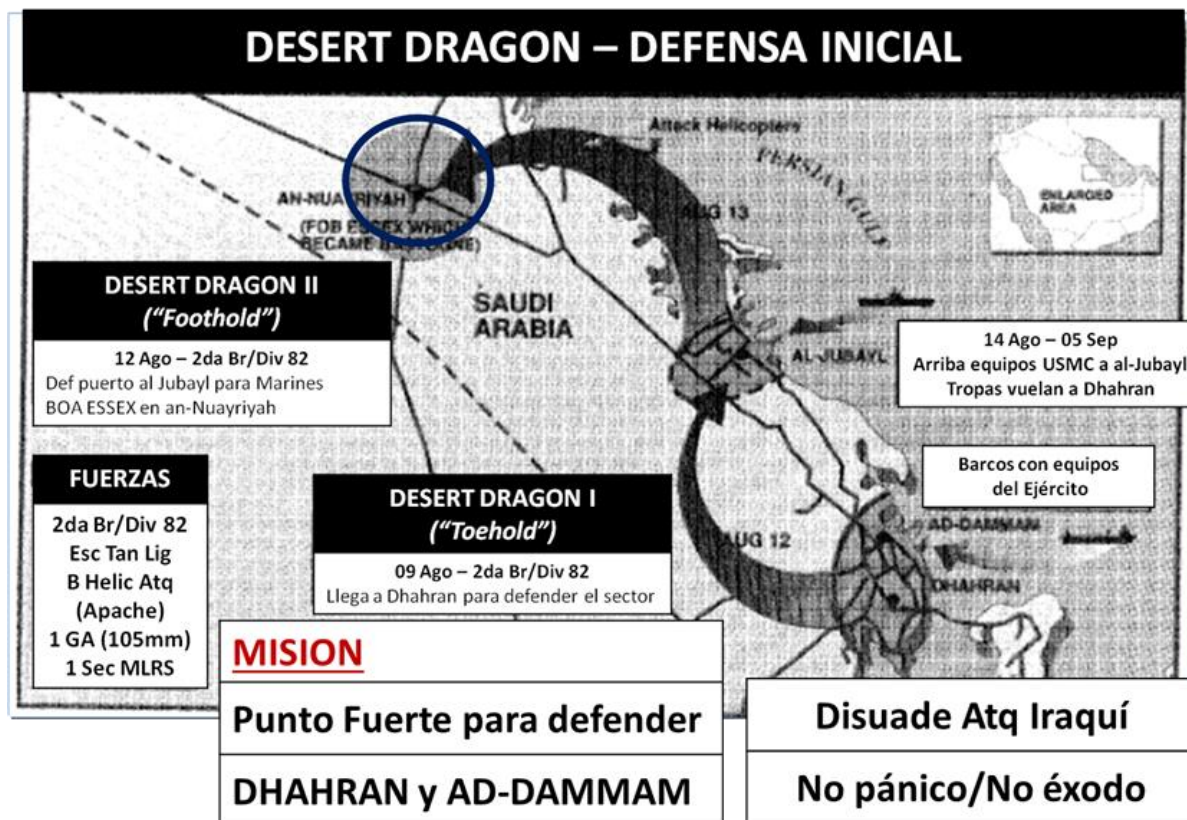 DESERT DRAGON – DEFENSA INICIAL
Attack Helicopters
PERSIAN GULF
ENLARGED
AREA
AN-NUAYRIYAH
(FOB ESSEX WHICH
BECAME
AUG 13
SAUDI
ARABIA
AL-JUBAYL
DESERT DRAGON II
(“Foothold”)
12 Ago – 2da Br/Div 82
Def puerto al Jubayl para Marines
BOA ESSEX en an-Nuayriyah
14 Ago – 05 Sep
Arriba equipos USMC a al-Jubayl
Tropas vuelan a Dhahran
Barcos con equipos
del Ejército
FUERZAS
2da Br/Div 82
Esc Tan Lig
B Helic Atq
(Apache)
1 GA (105mm)
1 Sec MLRS
DESERT DRAGON I
(“Toehold”)
09 Ago – 2da Br/Div 82
Llega a Dhahran para defender el sector
AUG 12
AD-DAMMAM
DHAHRAN
MISION
Punto Fuerte para defender
DHAHRAN y AD-DAMMAM
Disuade Atq Iraquí
No pánico/No éxodo